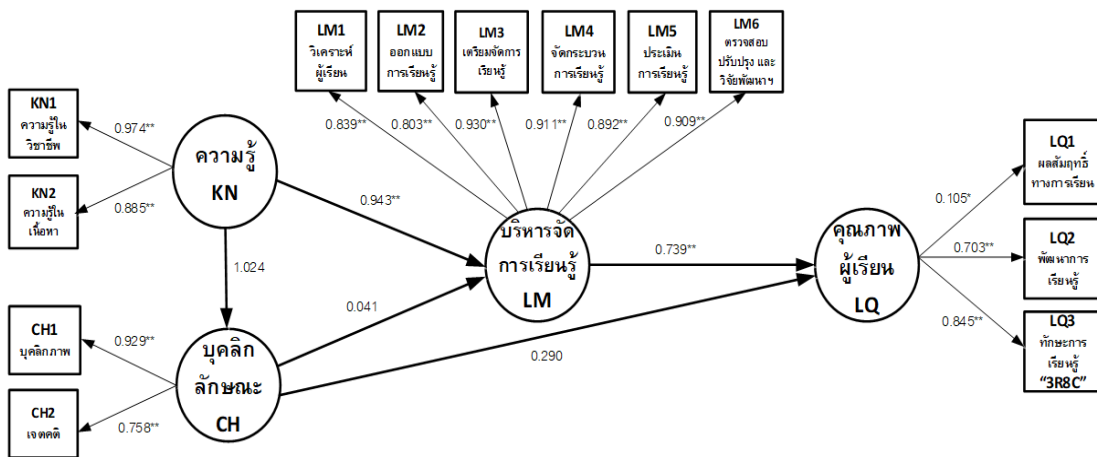 LM1
วิเคราะห์
ผู้เรียน
LM2
ออกแบบ
การเรียนรู้
LM3
เตรียมจัดการ
เรียนรู้
LM4
จัดกระบวน
การเรียนรู้
LM5
ประเมิน
การเรียนรู้
LM6
ตรวจสอบ
ปรับปรุง และ
วิจัยพัฒนาฯ
KN1
ความรู้ใน
วิชาชีพ
0.974**
0.839**
0.803**
0.930**
0.911**
0.892**
0.909**
KN2
ความรู้ใน
เนื้อหา
0.885**
ความรู้
KN
0.943**
LQ1
ผลสัมฤทธิ์
ทางการเรียน
0.105*
บริหารจัด
การเรียนรู้
LM
0.739**
คุณภาพ
ผู้เรียน
LQ
0.703**
LQ2
พัฒนาการ
เรียนรู้
1.024
0.041
0.290
0.845**
LQ3
ทักษะการ
เรียนรู้
“3R8C”
CH1
บุคลิกภาพ
0.929**
บุคลิก
ลักษณะ
CH
CH2
เจตคติ
0.758**